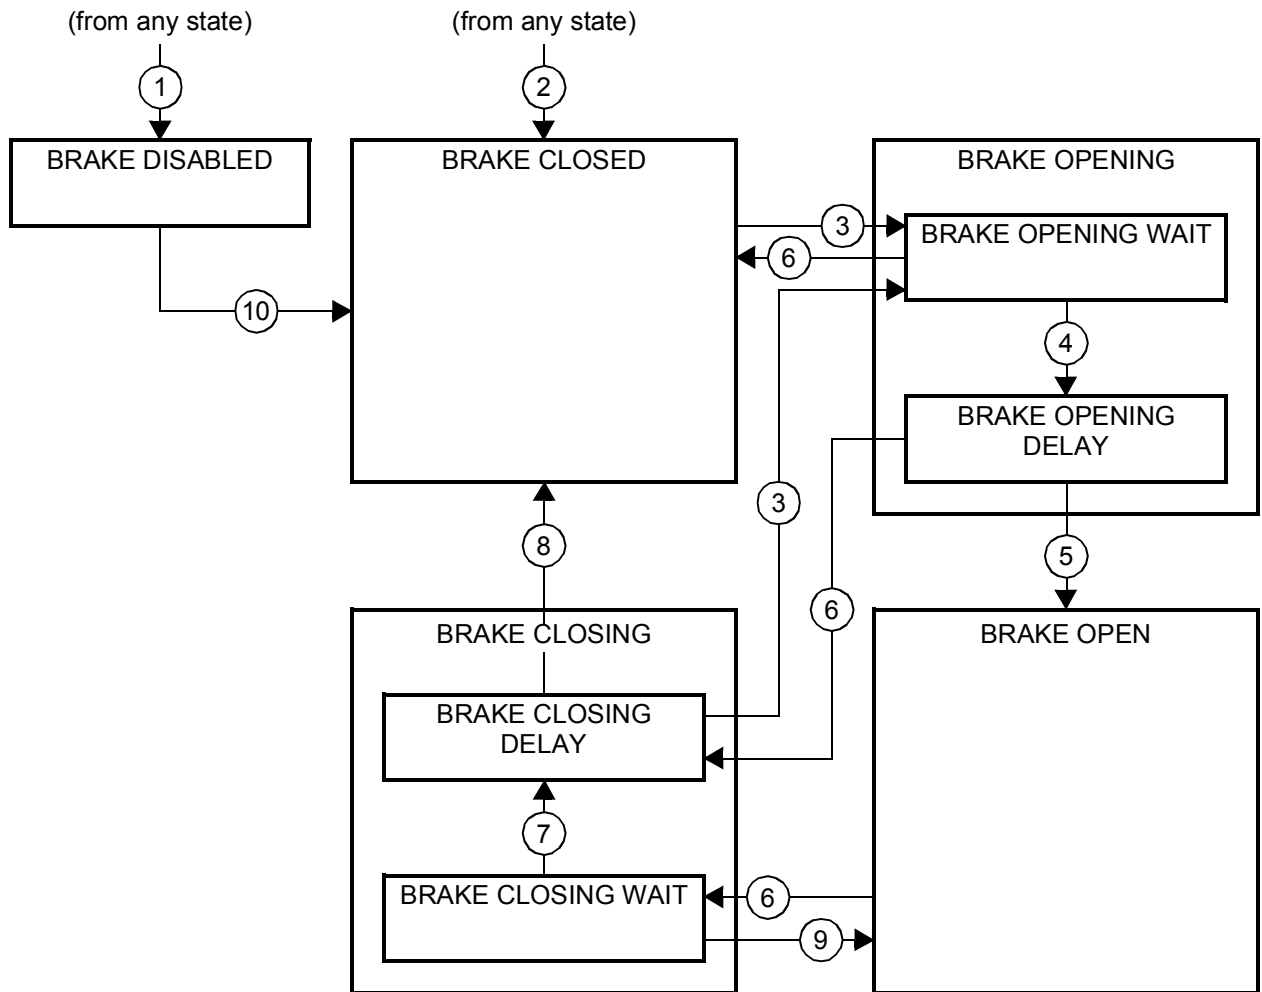 (from any state)
(from any state)
1
2
BRAKE DISABLED
BRAKE CLOSED
BRAKE OPENING
3
BRAKE OPENING WAIT
6
10
4
BRAKE OPENING
DELAY
3
8
5
6
BRAKE CLOSING
BRAKE OPEN
BRAKE CLOSING
DELAY
7
BRAKE CLOSING WAIT
6
9